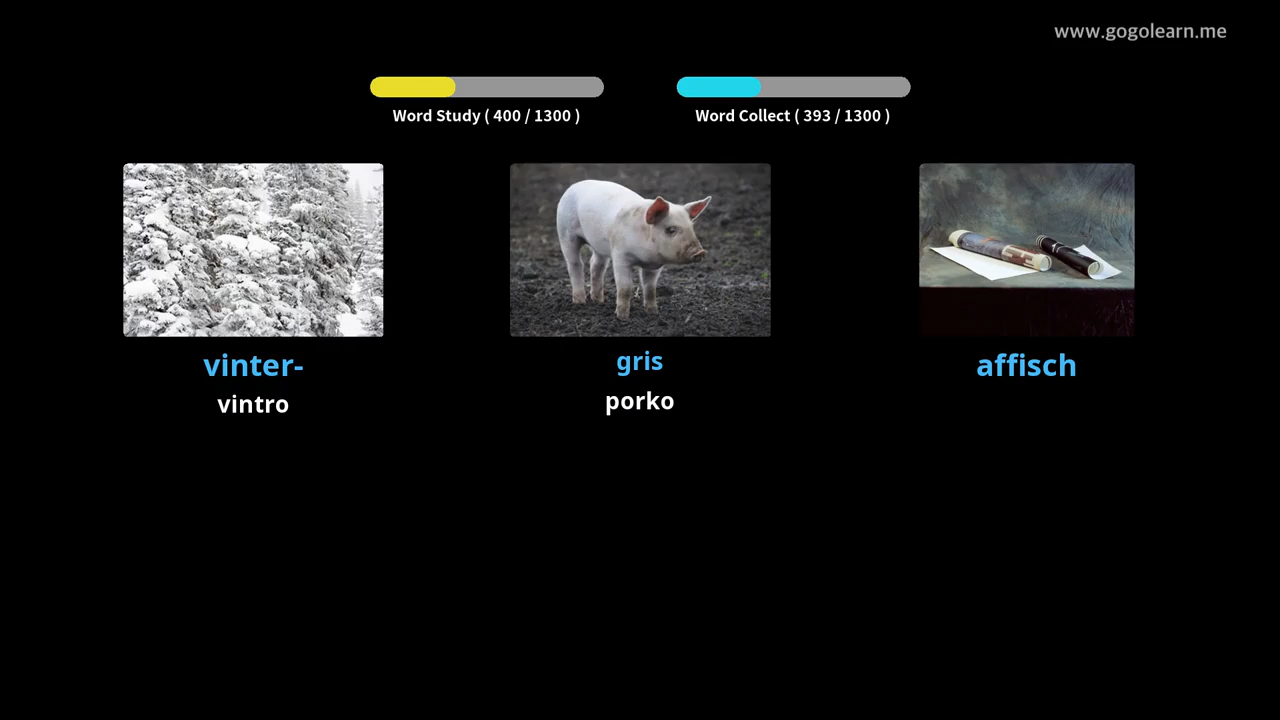 www.gogolearn.me
Word Study ( 400 / 1300 )
Word Collect ( 393 / 1300 )
vinter-
vintro
gris
porko
affisch